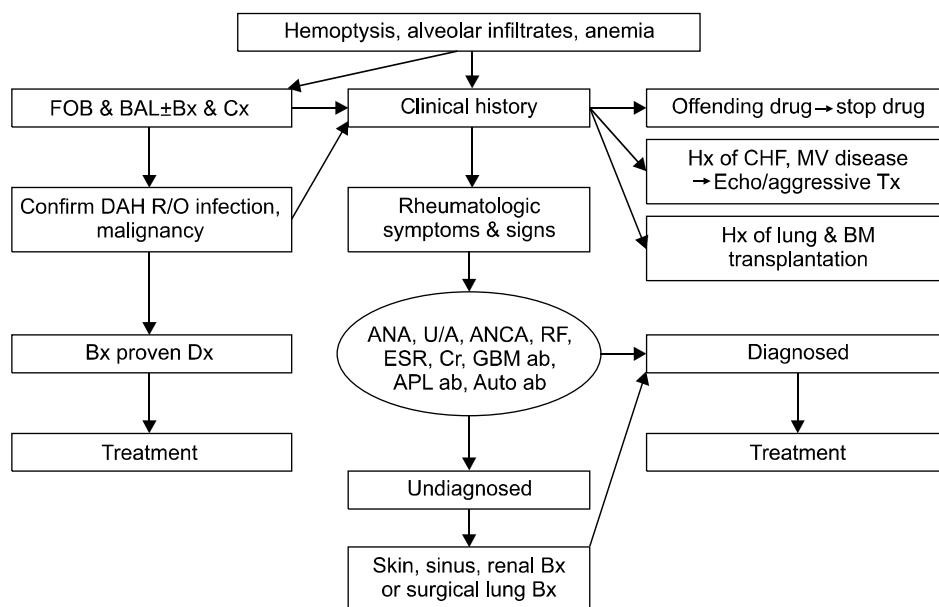 Hemoptysis, alveolar infiltrates, anemia
FOB & BAL±Bx & Cx
Clinical history
Offending drug→stop drug
Hx of CHF, MV disease
→Echo/aggressive Tx
Confirm DAH R/O infection,
malignancy
Rheumatologic
symptoms & signs
Hx of lung & BM
transplantation
Bx proven Dx
ANA, U/A, ANCA, RF,
ESR, Cr, GBM ab,
APL ab, Auto ab
Diagnosed
Treatment
Treatment
Undiagnosed
Skin, sinus, renal Bx
or surgical lung Bx